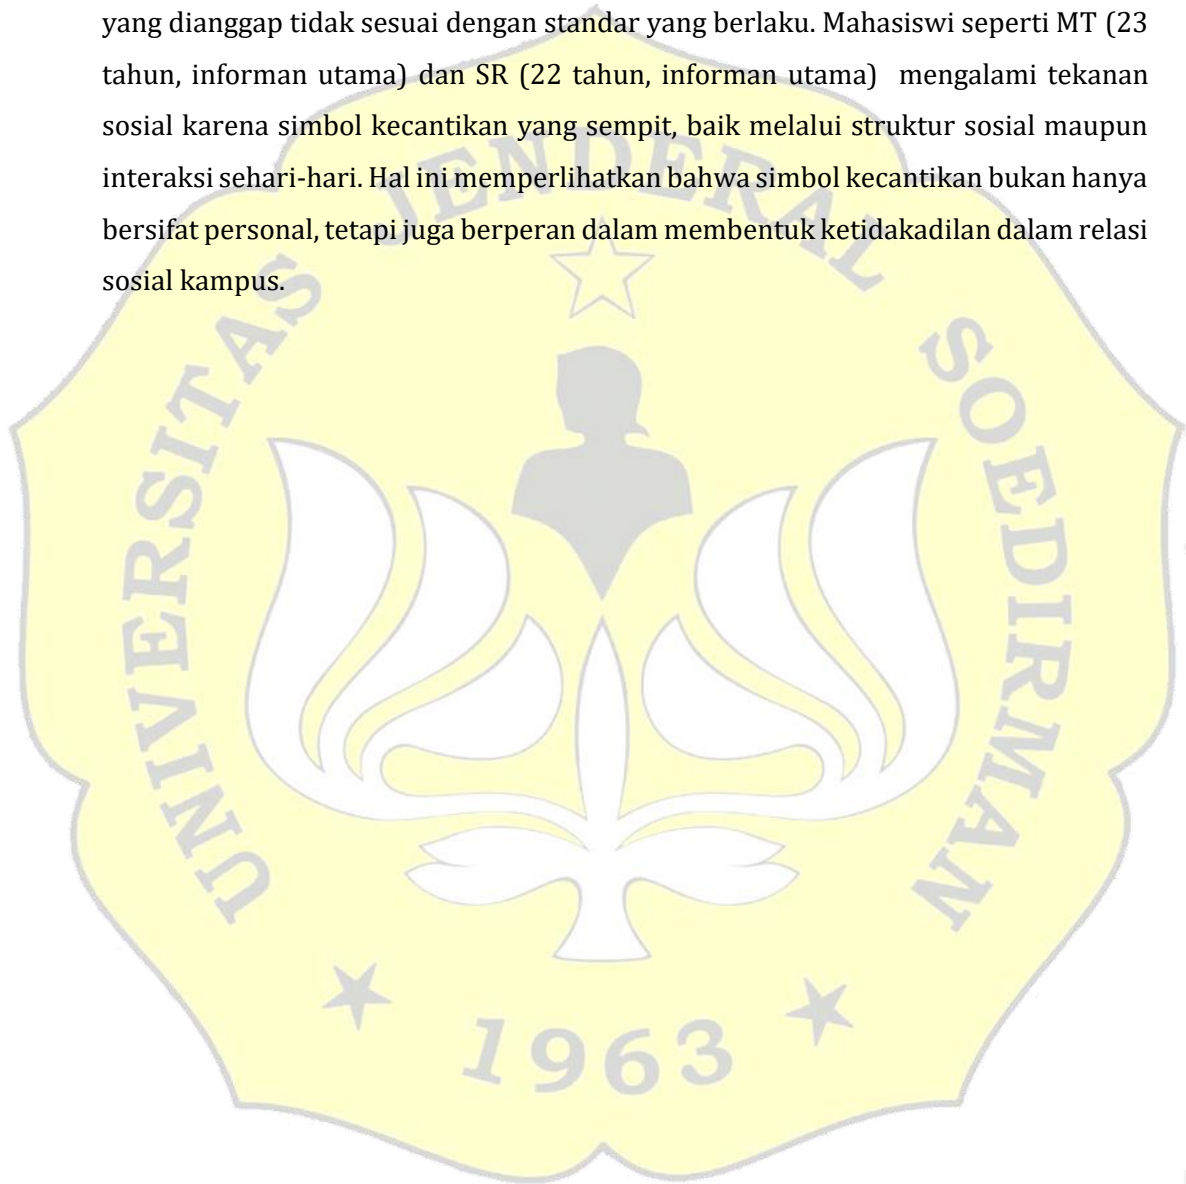 yang dianggap tidak sesuai dengan standar yang berlaku. Mahasiswi seperti MT (23
tahun, informan utama) dan SR (22 tahun, informan utama) mengalami tekanan
sosial karena simbol kecantikan yang sempit, baik melalui struktur sosial maupun
interaksi sehari-hari. Hal ini memperlihatkan bahwa simbol kecantikan bukan hanya
bersifat personal, tetapi juga berperan dalam membentuk ketidakadilan dalam relasi
sosial kampus.
UNIVERSITAS JENDERAL SOEDIRMAN
1963